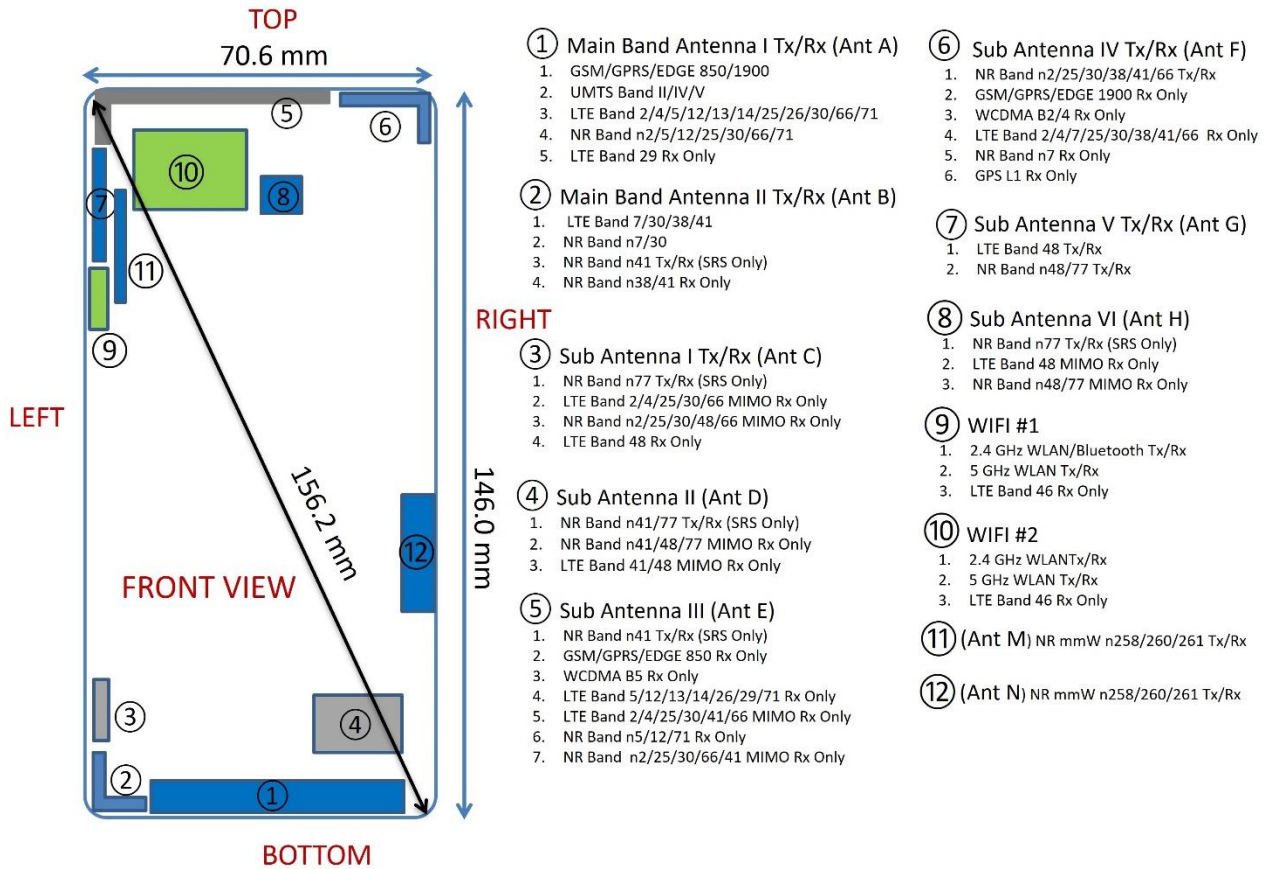 TOP
70.6 mm
⑤
⑥
⑩
⑦
⑧
⑪
⑨
RIGHT
LEFT
156.2 mm
146.0 mm
⑫
FRONT VIEW
③
④
②
①
BOTTOM
① Main Band Antenna I Tx/Rx (Ant A)
1. GSM/GPRS/EDGE 850/1900
2. UMTS Band II/IV/V
3. LTE Band 2/4/5/12/13/14/25/26/30/66/71
4. NR Band n2/5/12/25/30/66/71
5. LTE Band 29 Rx Only
② Main Band Antenna II Tx/Rx (Ant B)
1. LTE Band 7/30/38/41
2. NR Band n7/30
3. NR Band n41 Tx/Rx (SRS Only)
4. NR Band n38/41 Rx Only
③ Sub Antenna I Tx/Rx (Ant C)
1. NR Band n77 Tx/Rx (SRS Only)
2. LTE Band 2/4/25/30/66 MIMO Rx Only
3. NR Band n2/25/30/48/66 MIMO Rx Only
4. LTE Band 48 Rx Only
④ Sub Antenna II (Ant D)
1. NR Band n41/77 Tx/Rx (SRS Only)
2. NR Band n41/48/77 MIMO Rx Only
3. LTE Band 41/48 MIMO Rx Only
⑤ Sub Antenna III (Ant E)
1. NR Band n41 Tx/Rx (SRS Only)
2. GSM/GPRS/EDGE 850 Rx Only
3. WCDMA B5 Rx Only
4. LTE Band 5/12/13/14/26/29/71 Rx Only
5. LTE Band 2/4/25/30/41/66 MIMO Rx Only
6. NR Band n5/12/71 Rx Only
7. NR Band n2/25/30/66/41 MIMO Rx Only
⑥ Sub Antenna IV Tx/Rx (Ant F)
1. NR Band n2/25/30/38/41/66 Tx/Rx
2. GSM/GPRS/EDGE 1900 Rx Only
3. WCDMA B2/4 Rx Only
4. LTE Band 2/4/7/25/30/38/41/66 Rx Only
5. NR Band n7 Rx Only
6. GPS L1 Rx Only
⑦ Sub Antenna V Tx/Rx (Ant G)
1. LTE Band 48 Tx/Rx
2. NR Band n48/77 Tx/Rx
⑧ Sub Antenna VI (Ant H)
1. NR Band n77 Tx/Rx (SRS Only)
2. LTE Band 48 MIMO Rx Only
3. NR Band n48/77 MIMO Rx Only
⑨ WIFI #1
1. 2.4 GHz WLAN/Bluetooth Tx/Rx
2. 5 GHz WLAN Tx/Rx
3. LTE Band 46 Rx Only
⑩ WIFI #2
1. 2.4 GHz WLANTx/Rx
2. 5 GHz WLAN Tx/Rx
3. LTE Band 46 Rx Only
⑪ (Ant M) NR mmW n258/260/261 Tx/Rx
⑫ (Ant N) NR mmW n258/260/261 Tx/Rx